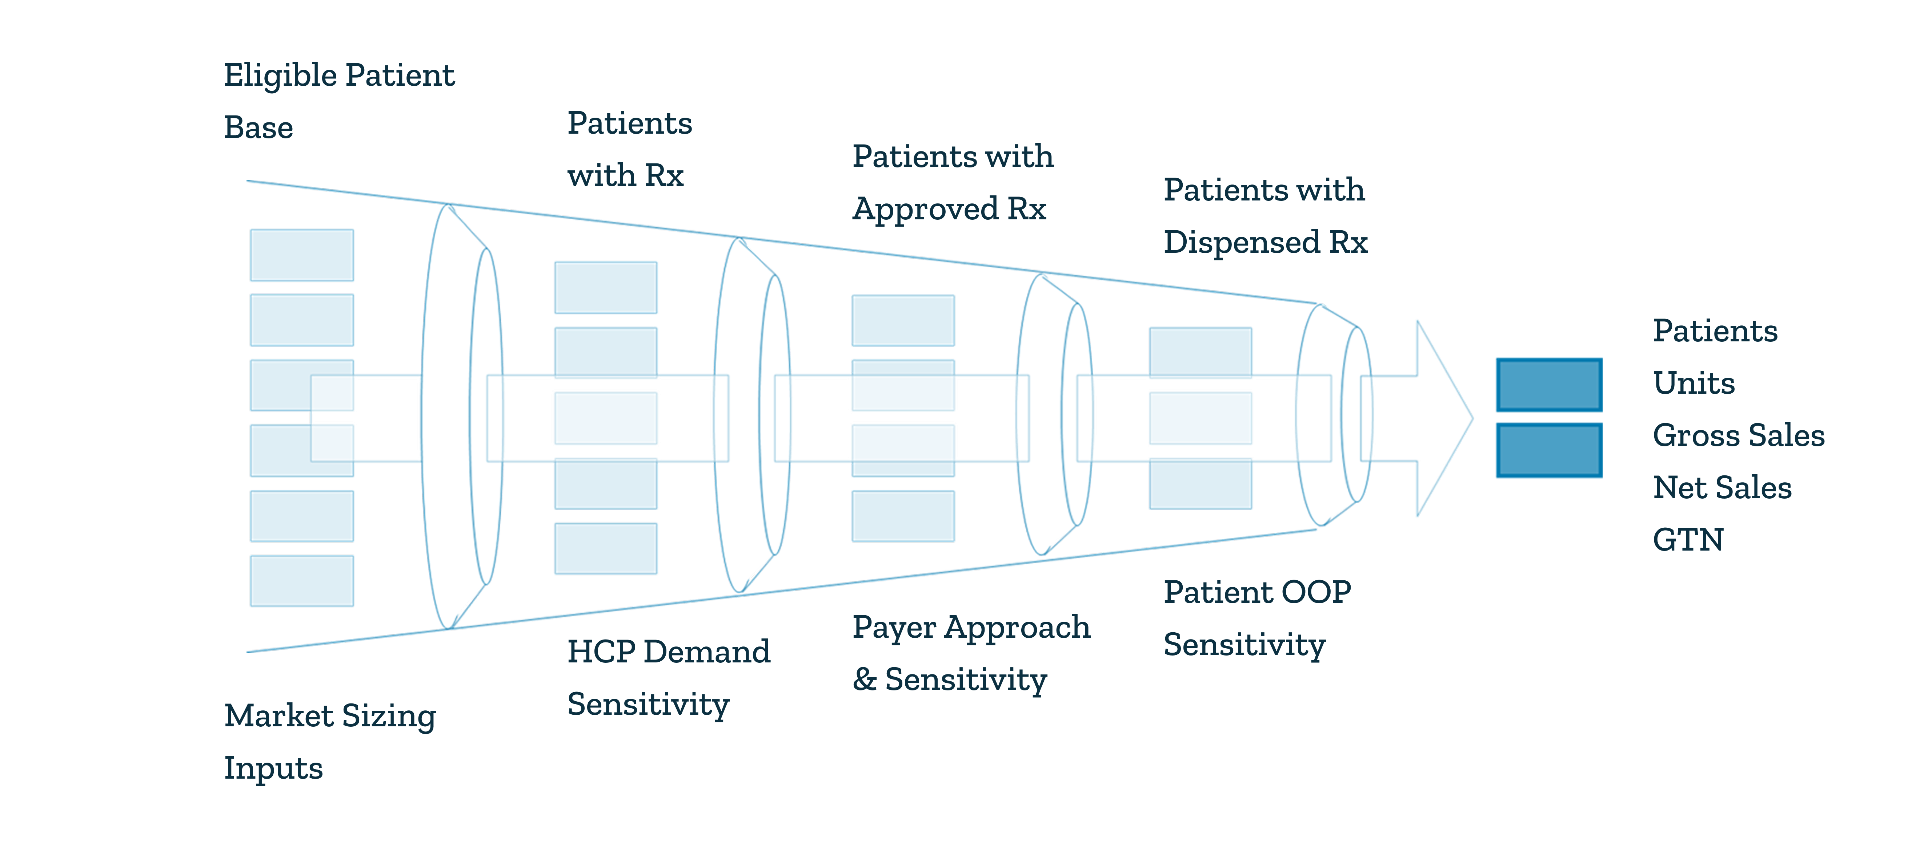 Eligible Patient
Base
Patients
with Rx
Patients with
Approved Rx
Patients with
Dispensed Rx
Patients
Units
Gross Sales
Net Sales
GTN
Market Sizing
Inputs
HCP Demand
Sensitivity
Payer Approach
& Sensitivity
Patient OOP
Sensitivity